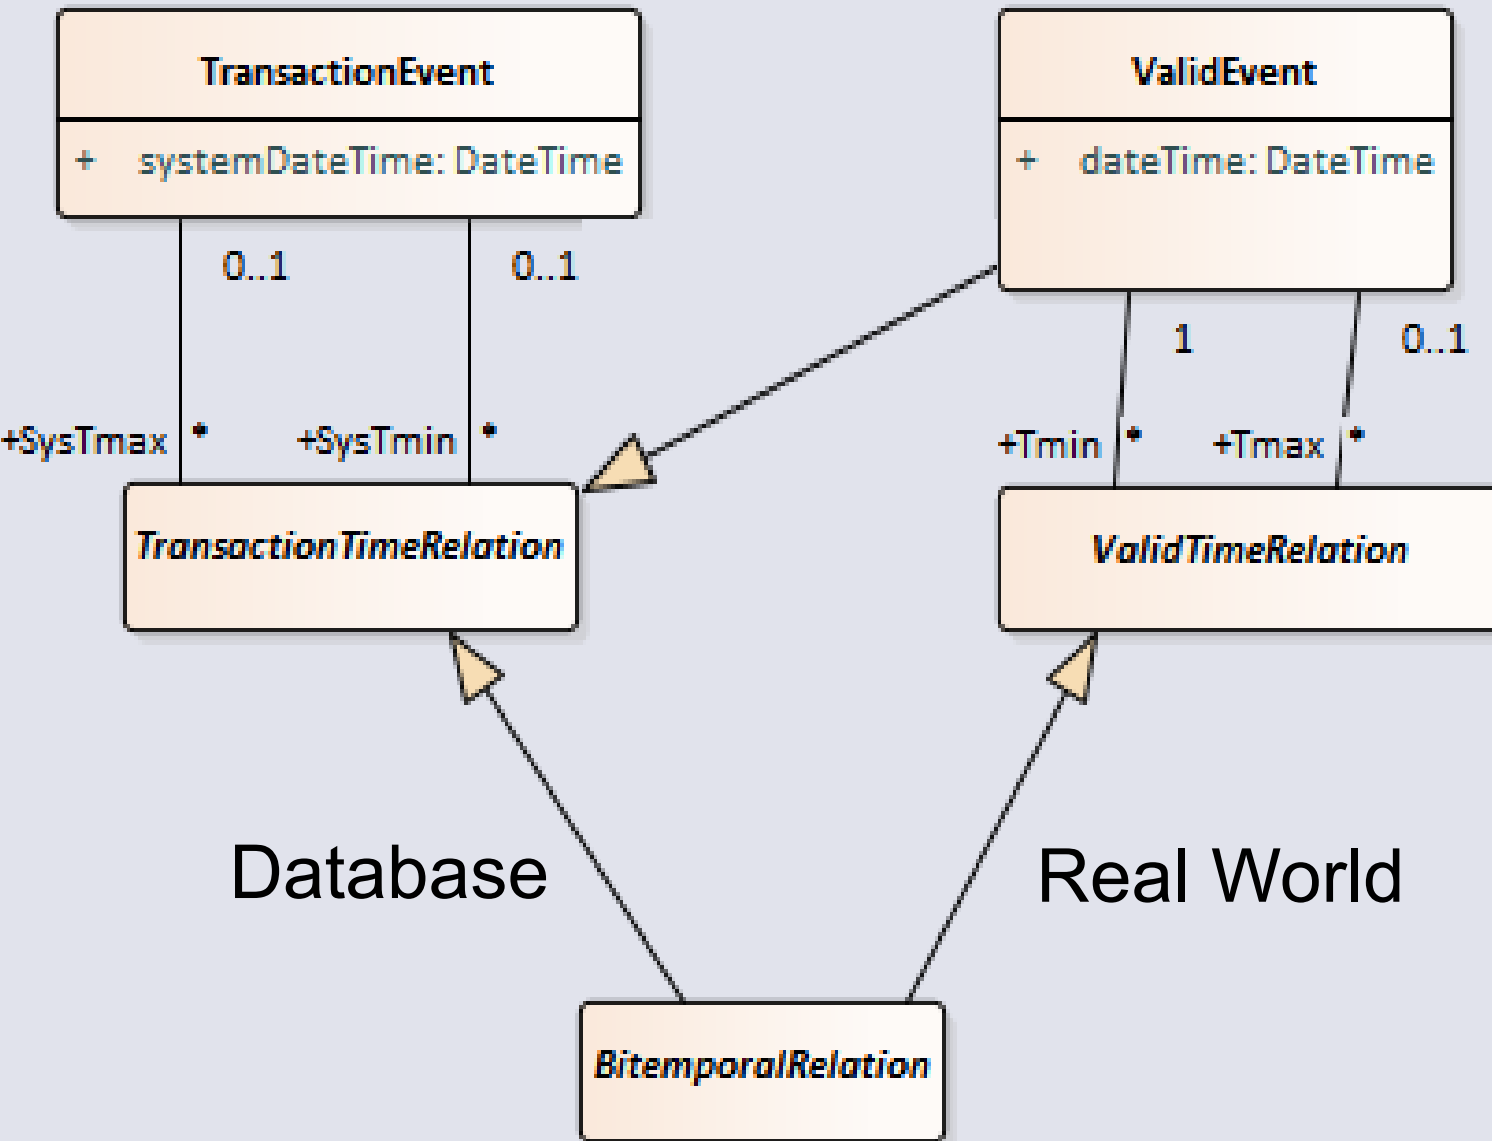 TransactionEvent
+ systemDateTime: DateTime
ValidEvent
+ dateTime: DateTime
0..1
0..1
1
0..1
+SysTmax
*
+SysTmin
*
+Tmin
*
+Tmax
*
TransactionTimeRelation
ValidTimeRelation
Database
Real World
BitemporalRelation